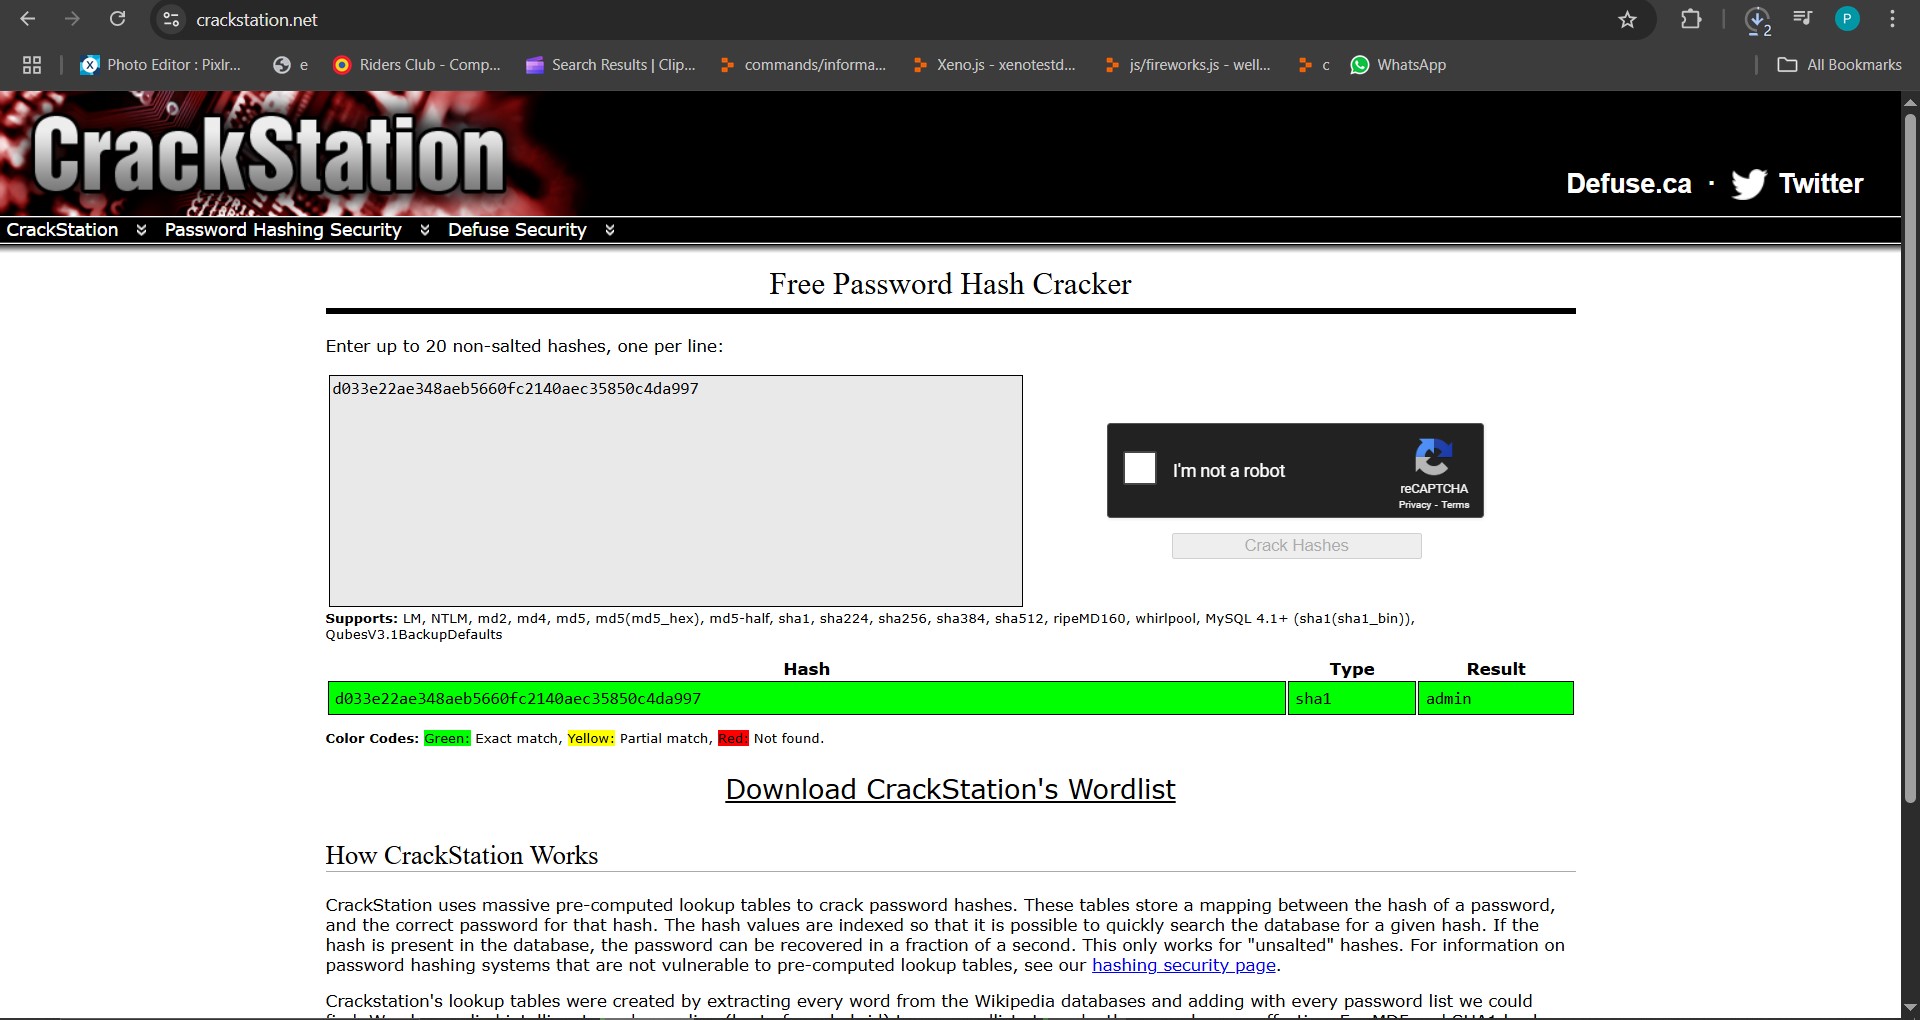 crackstation.net
2
P
Photo Editor : Pixlr...
e
Riders Club - Comp...
Search Results | Clip...
commands/informa...
Xeno.js - xenotestd...
js/fireworks.js - well...
c
WhatsApp
All Bookmarks
CrackStation
Defuse.ca · Twitter
CrackStation Password Hashing Security Defuse Security
Free Password Hash Cracker
Enter up to 20 non-salted hashes, one per line:
d033e22ae348aeb5660fc2140aec35850c4da997
I'm not a robot
reCAPTCHA
Privacy - Terms
Crack Hashes
Supports: LM, NTLM, md2, md4, md5, md5(md5_hex), md5-half, sha1, sha224, sha256, sha384, sha512, ripeMD160, whirlpool, MySQL 4.1+ (sha1(sha1_bin)),
QubesV3.1BackupDefaults
Hash Type Result
d033e22ae348aeb5660fc2140aec35850c4da997 sha1 admin
Color Codes: Green: Exact match, Yellow: Partial match, Red: Not found.
Download CrackStation's Wordlist
How CrackStation Works
CrackStation uses massive pre-computed lookup tables to crack password hashes. These tables store a mapping between the hash of a password,
and the correct password for that hash. The hash values are indexed so that it is possible to quickly search the database for a given hash. If the
hash is present in the database, the password can be recovered in a fraction of a second. This only works for "unsalted" hashes. For information on
password hashing systems that are not vulnerable to pre-computed lookup tables, see our hashing security page.
Crackstation's lookup tables were created by extracting every word from the Wikipedia databases and adding with every password list we could